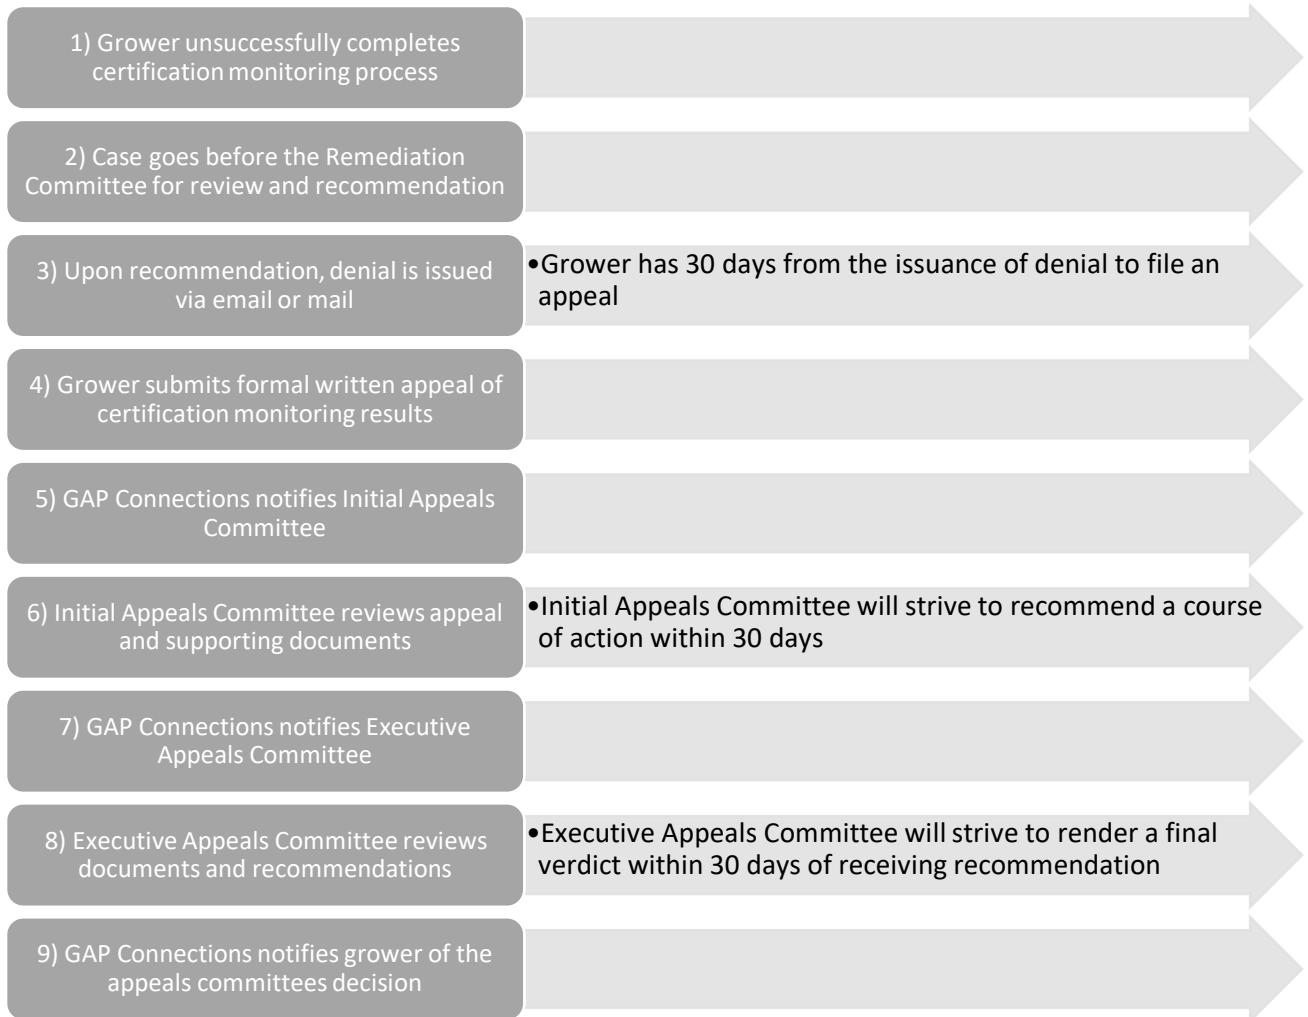 1) Grower unsuccessfully completes
certification monitoring process
2) Case goes before the Remediation
Committee for review and recommendation
3) Upon recommendation, denial is issued
via email or mail
•Grower has 30 days from the issuance of denial to file an
appeal
4) Grower submits formal written appeal of
certification monitoring results
5) GAP Connections notifies Initial Appeals
Committee
6) Initial Appeals Committee reviews appeal
and supporting documents
•Initial Appeals Committee will strive to recommend a course
of action within 30 days
7) GAP Connections notifies Executive
Appeals Committee
8) Executive Appeals Committee reviews
documents and recommendations
•Executive Appeals Committee will strive to render a final
verdict within 30 days of receiving recommendation
9) GAP Connections notifies grower of the
appeals committees decision